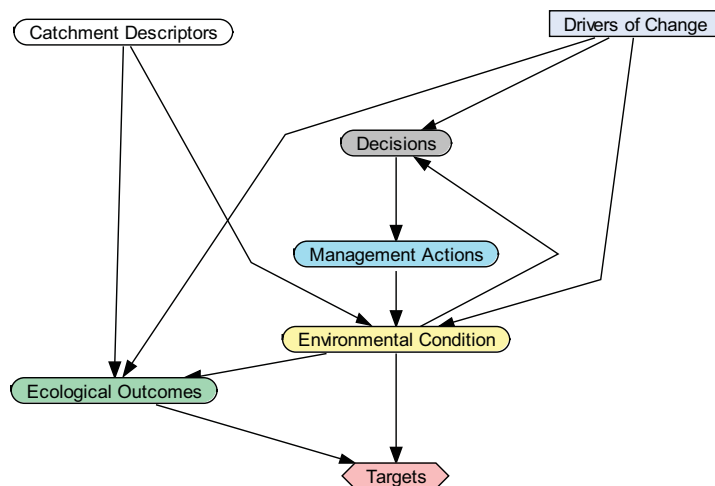 Catchment Descriptors
Drivers of Change
Decisions
Management Actions
Environmental Condition
Ecological Outcomes
Targets